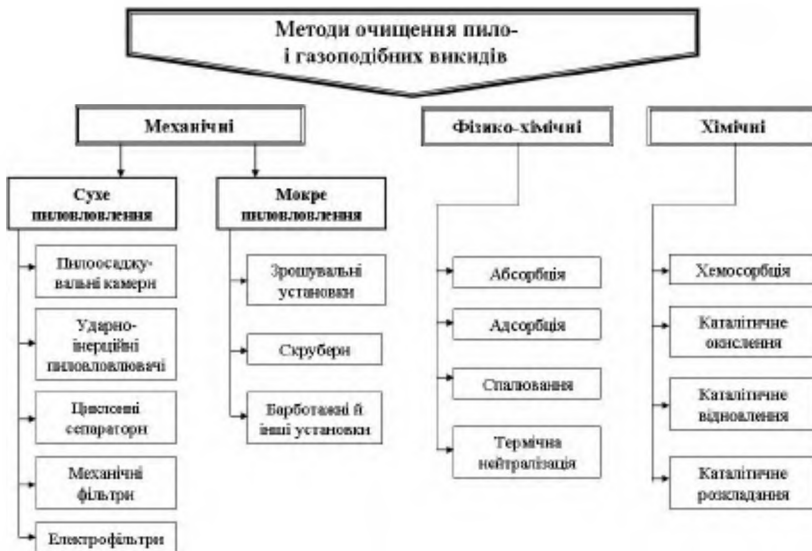 Методи очищення пило-
і газоподібних викидів
Механічні
Фізико-хімічні
Хімічні
Сухе
пиловловлення
Мокре
пиловловлення
Пилоосаджу-
вальні камери
Ударно-
інерційні
пиловловлювачі
Циклонні
сепаратори
Механічні
фільтри
Електрофільтри
Зрошувальні
установки
Скрубери
Барботажні й
інші установки
Абсорбція
Адсорбція
Спалювання
Термічна
нейтралізація
Хемосорбція
Каталітичне
окислення
Каталітичне
відновлення
Каталітичне
розкладання